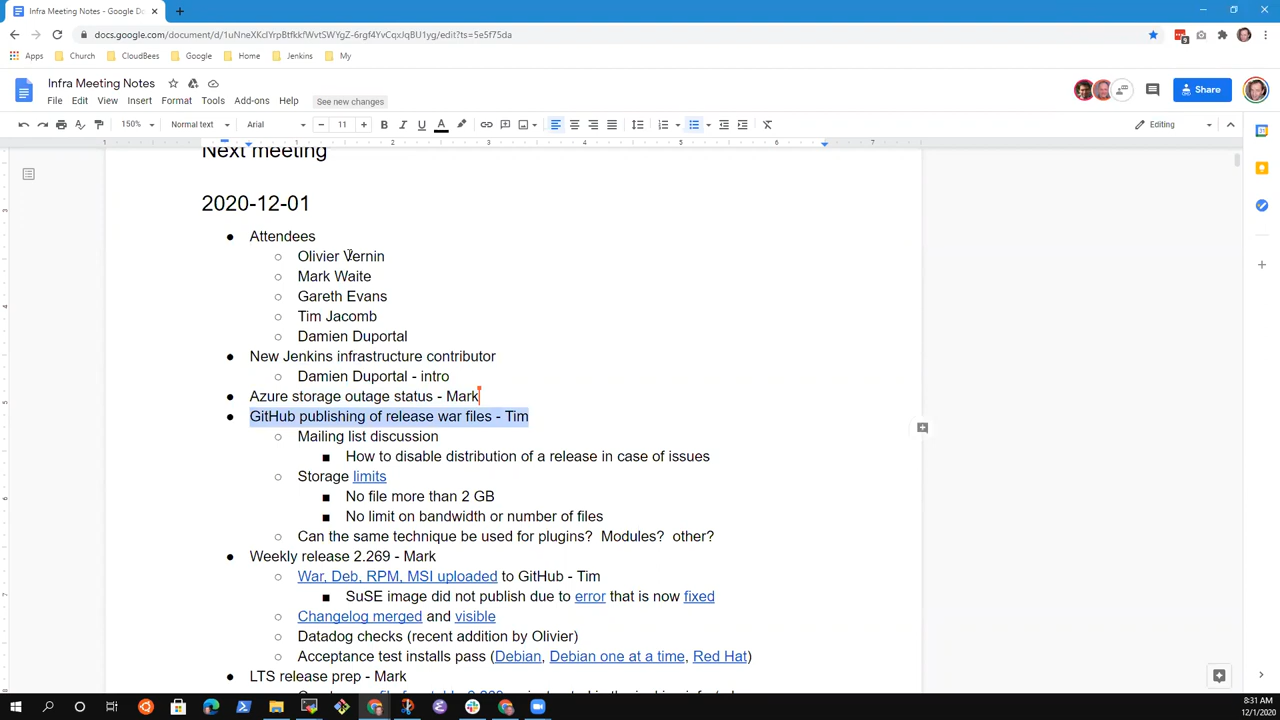 Infra Meeting Notes - Google Do
docs.google.com/document/d/1uNneXKcIYrpBtfkkfWvtSWYgZ-6rgf4YvCqxJqBU1yg/edit?ts=5e5f75da
Apps Church CloudBees Google Home Jenkins My
Infra Meeting Notes
File Edit View Insert Format Tools Add-ons Help See new changes
Share
150% Normal text Arial 11 B I U A Editing
1 1 2 3 4 5 6 7
Next meeting
2020-12-01
Attendees
Olivier Vernin
Mark Waite
Gareth Evans
Tim Jacomb
Damien Duportal
New Jenkins infrastructure contributor
Damien Duportal - intro
Azure storage outage status - Mark
GitHub publishing of release war files - Tim
Mailing list discussion
How to disable distribution of a release in case of issues
Storage limits
No file more than 2 GB
No limit on bandwidth or number of files
Can the same technique be used for plugins? Modules? other?
Weekly release 2.269 - Mark
War, Deb, RPM, MSI uploaded to GitHub - Tim
SuSE image did not publish due to error that is now fixed
Changelog merged and visible
Datadog checks (recent addition by Olivier)
Acceptance test installs pass (Debian, Debian one at a time, Red Hat)
LTS release prep - Mark
8:31 AM
12/1/2020